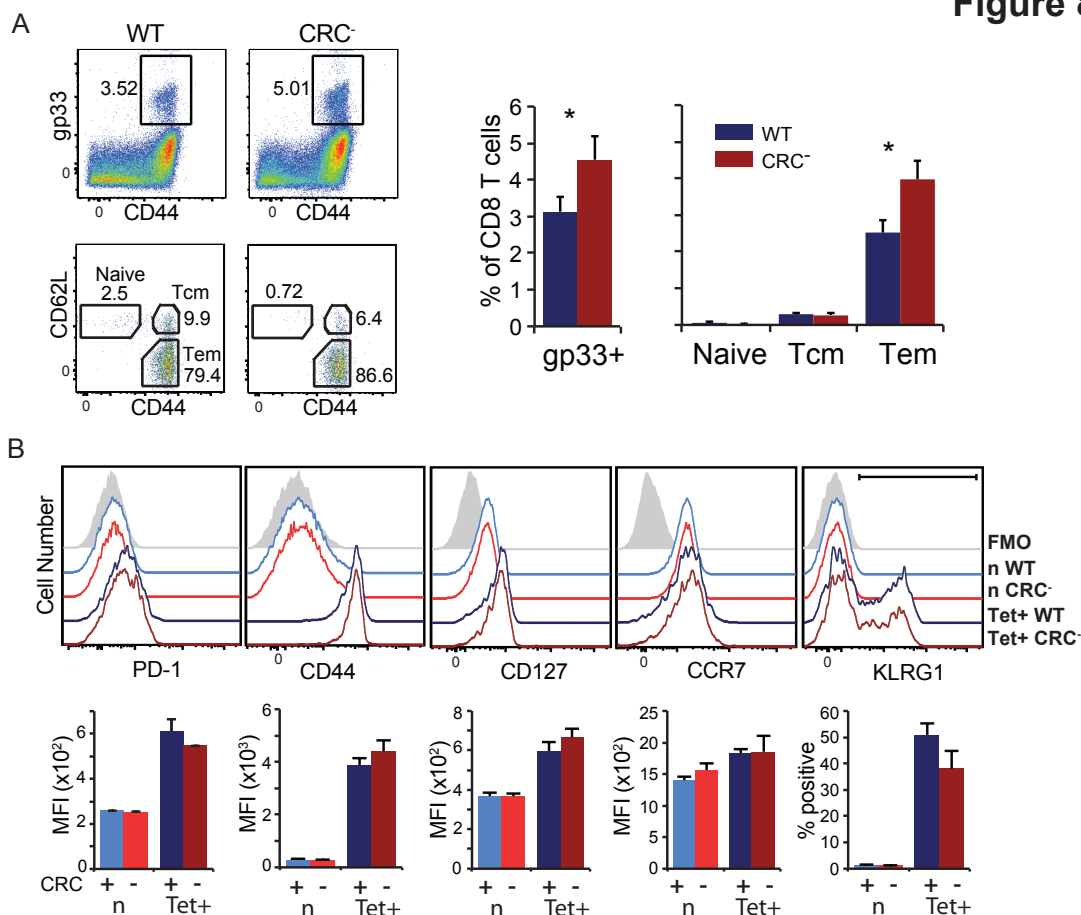 Figure 8
A
WT
CRC-
gp33
3.52
5.01
0
0
CD44
0
CD44
CD62L
Naive
2.5
Tcm
9.9
Tem
79.4
0
0
CD44
0.72
6.4
86.6
0
CD44
% of CD8 T cells
6
5
4
3
2
1
0
*
gp33+
WT
CRC-
*
Naive
Tcm
Tem
B
Cell Number
FMO
n WT
n CRC-
Tet+ WT
Tet+ CRC-
0
0
0
0
PD-1
CD44
CD127
CCR7
KLRG1
MFI (x10²)
6
4
2
0
MFI (x10³)
6
4
2
0
MFI (x10²)
8
6
4
2
0
MFI (x10²)
25
20
15
10
5
0
% positive
60
50
40
30
20
10
0
CRC
+ - + -
n Tet+
+ - + -
n Tet+
+ - + -
n Tet+
+ - + -
n Tet+
+ - + -
n Tet+